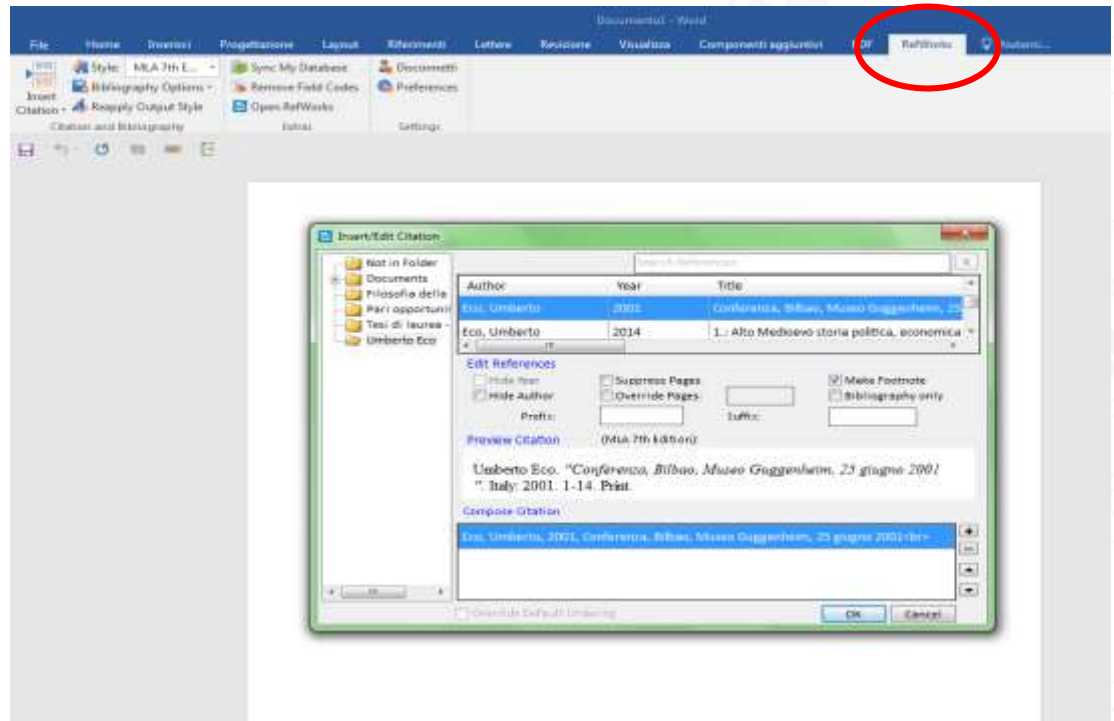 Documento1 - Word
File Home Inserisci Progettazione Layout Riferimenti Lettere Revisione Visualizza Componenti aggiuntivi PDF RefWorks Aiutami...
Style: MLA 7th E... Sync My Database Disconnetti
Bibliography Options Remove Field Codes Preferences
Insert
Citation Reapply Output Style Open RefWorks
Citation and Bibliography Extras Settings
Insert/Edit Citation
Not in Folder
Documents
Filosofia della
Pari opportuni
Tesi di laurea -
Umberto Eco
Search References
Author Year Title
Eco, Umberto 2001 Conferenza, Bilbao, Museo Guggenheim, 25
Eco, Umberto 2014 1.: Alto Medioevo storia politica, economica
Edit References
Hide Year Suppress Pages Make Footnote
Hide Author Override Pages: Bibliography only
Prefix: Suffix:
Preview Citation (MLA 7th Edition):
Umberto Eco. "Conferenza, Bilbao, Museo Guggenheim, 25 giugno 2001
". Italy: 2001. 1-14. Print.
Compose Citation
Eco, Umberto, 2001, Conferenza, Bilbao, Museo Guggenheim, 25 giugno 2001<br>
Override Default Ordering
OK Cancel